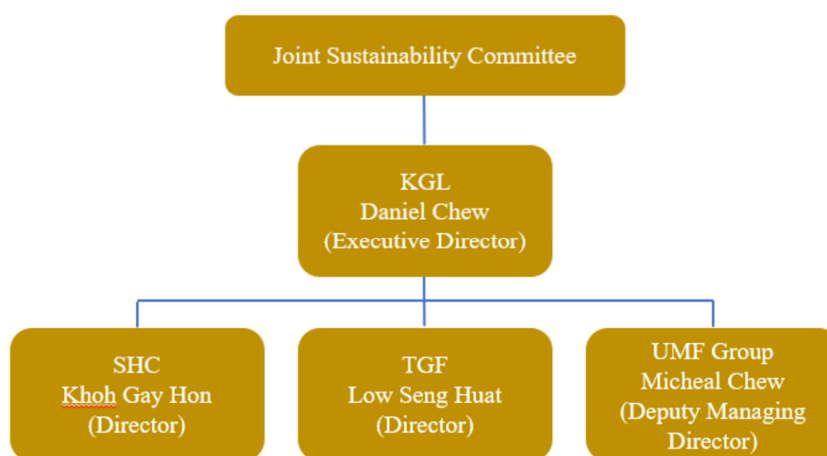 Joint Sustainability Committee
KGL
Daniel Chew
(Executive Director)
SHC
Khoh Gay Hon
(Director)
TGF
Low Seng Huat
(Director)
UMF Group
Micheal Chew
(Deputy Managing
Director)